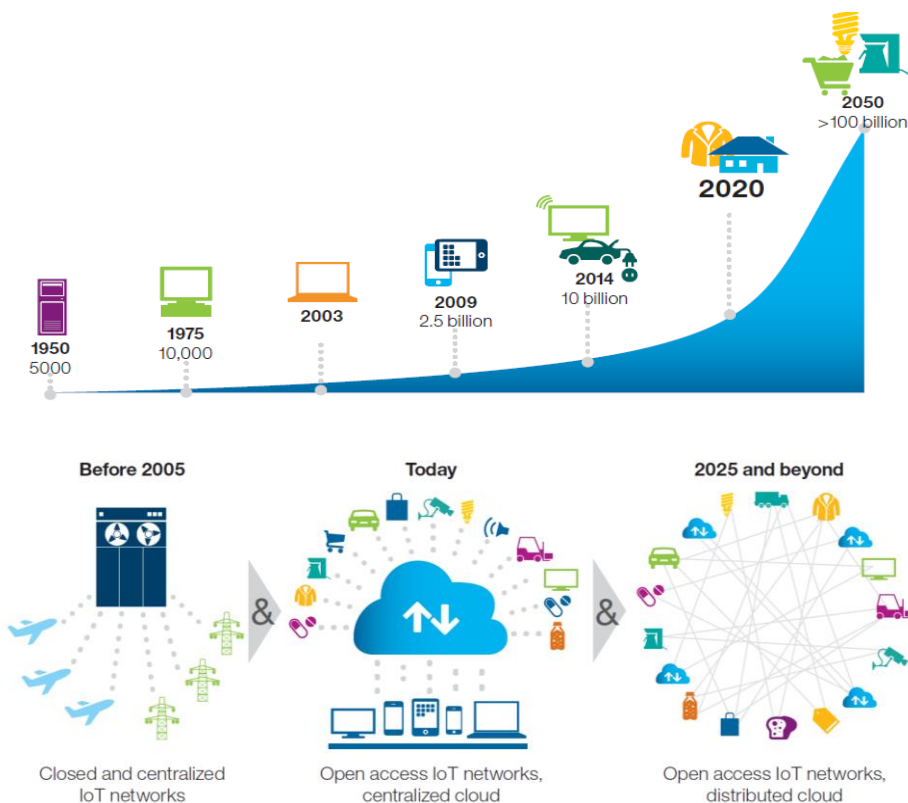 2050
>100 billion
2020
2014
10 billion
2009
2.5 billion
2003
1975
10,000
1950
5000
Before 2005
Today
2025 and beyond
&
&
Closed and centralized
IoT networks
Open access IoT networks,
centralized cloud
Open access IoT networks,
distributed cloud